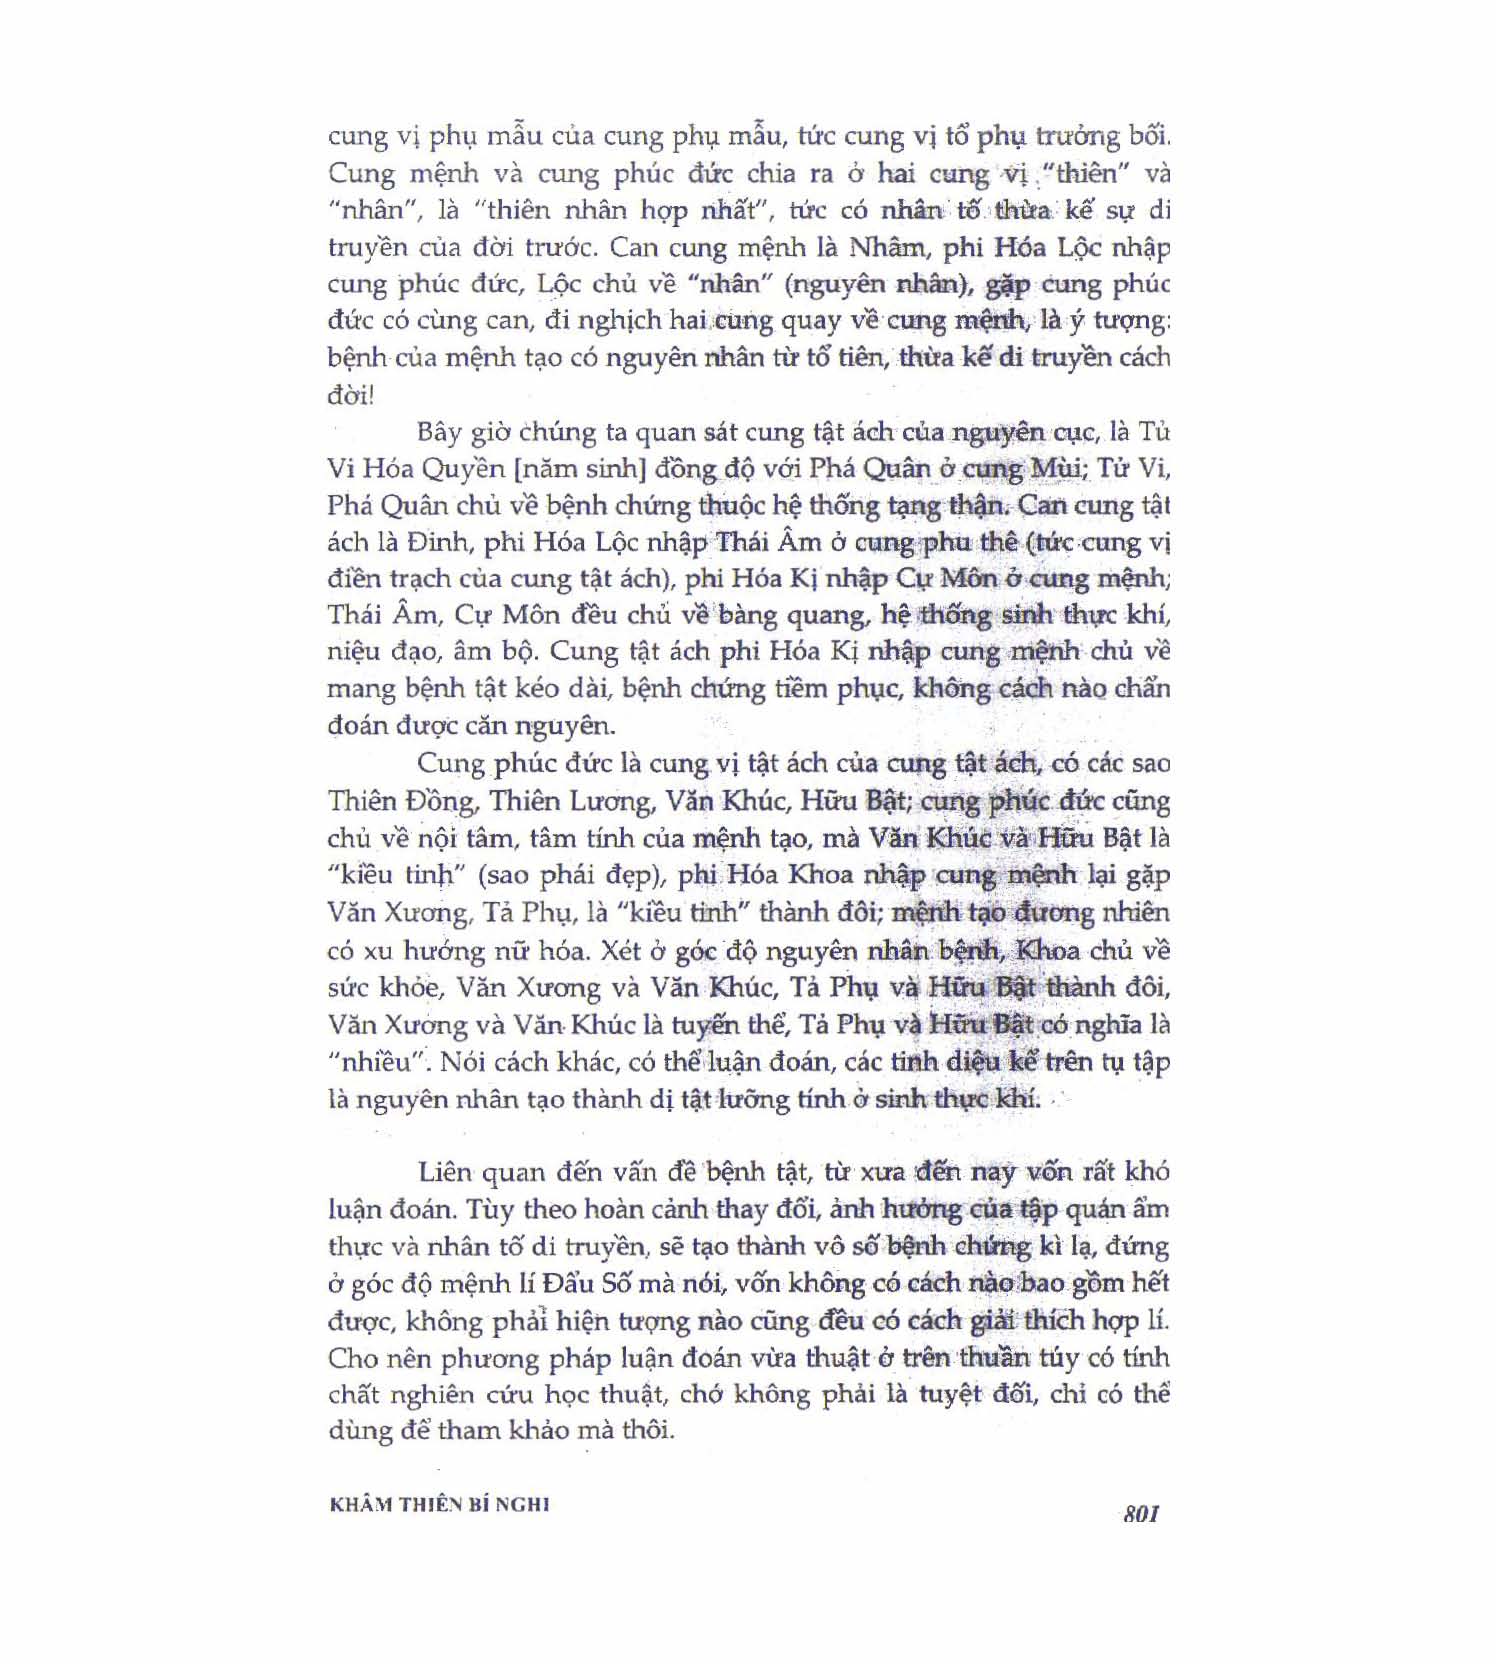 cung vị phụ mẫu của cung phụ mẫu, tức cung vị tổ phụ trưởng bối.
Cung mệnh và cung phúc đức chia ra ở hai cung vị "thiên" và
"nhân", là "thiên nhân hợp nhất", tức có nhân tố thừa kế sự di
truyền của đời trước. Can cung mệnh là Nhâm, phi Hóa Lộc nhập
cung phúc đức, Lộc chủ về "nhân" (nguyên nhân), gặp cung phúc
đức có cùng can, đi nghịch hai cung quay về cung mệnh, là ý tượng:
bệnh của mệnh tạo có nguyên nhân từ tổ tiên, thừa kế di truyền cách
đời!
Bây giờ chúng ta quan sát cung tật ách của nguyên cục, là Tử
Vi Hóa Quyền [năm sinh] đồng độ với Phá Quân ở cung Mùi; Tử Vi,
Phá Quân chủ về bệnh chứng thuộc hệ thống tạng thận. Can cung tật
ách là Đinh, phi Hóa Lộc nhập Thái Âm ở cung phu thê (tức cung vị
điền trạch của cung tật ách), phi Hóa Kị nhập Cự Môn ở cung mệnh;
Thái Âm, Cự Môn đều chủ về bàng quang, hệ thống sinh thực khí,
niệu đạo, âm bộ. Cung tật ách phi Hóa Kị nhập cung mệnh chủ về
mang bệnh tật kéo dài, bệnh chứng tiềm phục, không cách nào chẩn
đoán được căn nguyên.
Cung phúc đức là cung vị tật ách của cung tật ách, có các sao
Thiên Đồng, Thiên Lương, Văn Khúc, Hữu Bật; cung phúc đức cũng
chủ về nội tâm, tâm tính của mệnh tạo, mà Văn Khúc và Hữu Bật là
"kiều tinh" (sao phái đẹp), phi Hóa Khoa nhập cung mệnh lại gặp
Văn Xương, Tả Phụ, là "kiều tinh" thành đôi; mệnh tạo đương nhiên
có xu hướng nữ hóa. Xét ở góc độ nguyên nhân bệnh, Khoa chủ về
sức khỏe, Văn Xương và Văn Khúc, Tả Phụ và Hữu Bật thành đôi,
Văn Xương và Văn Khúc là tuyến thể, Tả Phụ và Hữu Bật có nghĩa là
"nhiều". Nói cách khác, có thể luận đoán, các tinh diệu kể trên tụ tập
là nguyên nhân tạo thành dị tật lưỡng tính ở sinh thực khí.
Liên quan đến vấn đề bệnh tật, từ xưa đến nay vốn rất khó
luận đoán. Tùy theo hoàn cảnh thay đổi, ảnh hưởng của tập quán ẩm
thực và nhân tố di truyền, sẽ tạo thành vô số bệnh chứng kì lạ, đứng
ở góc độ mệnh lí Đẩu Số mà nói, vốn không có cách nào bao gồm hết
được, không phải hiện tượng nào cũng đều có cách giải thích hợp lí.
Cho nên phương pháp luận đoán vừa thuật ở trên thuần túy có tính
chất nghiên cứu học thuật, chớ không phải là tuyệt đối, chỉ có thể
dùng để tham khảo mà thôi.
KHÂM THIÊN BÍ NGHI
801